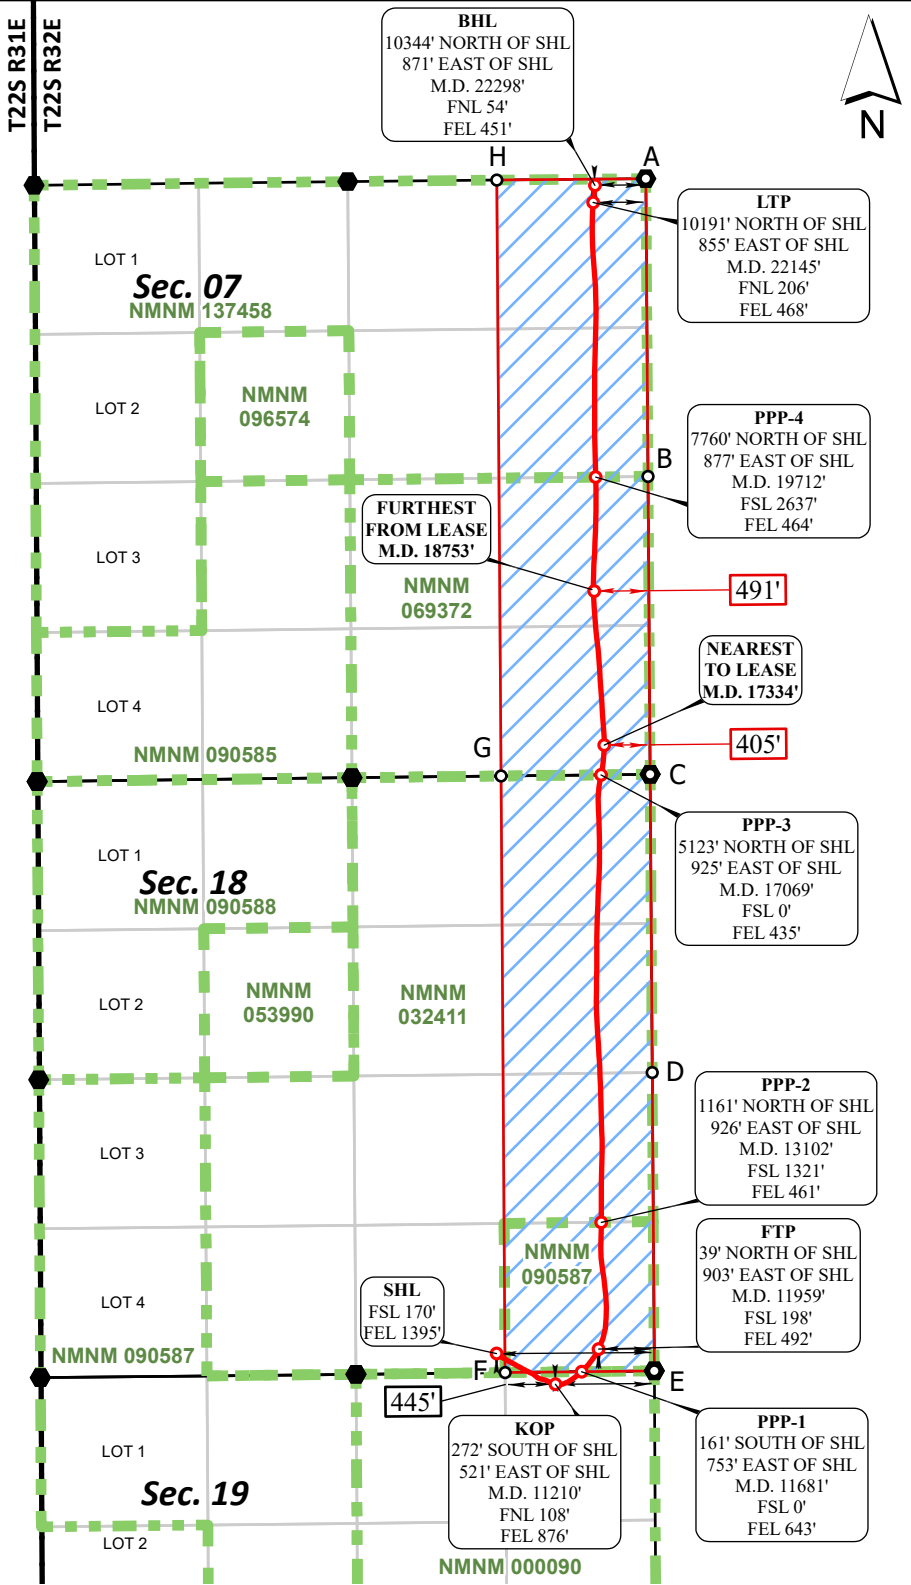 T22S R31E
T22S R32E
BHL
10344' NORTH OF SHL
871' EAST OF SHL
M.D. 22298'
FNL 54'
FEL 451'
N
H
A
LTP
10191' NORTH OF SHL
855' EAST OF SHL
M.D. 22145'
FNL 206'
FEL 468'
LOT 1
Sec. 07
NMNM 137458
LOT 2
NMNM
096574
PPP-4
7760' NORTH OF SHL
877' EAST OF SHL
M.D. 19712'
FSL 2637'
FEL 464'
B
FURTHEST
FROM LEASE
M.D. 18753'
LOT 3
NMNM
069372
491'
NEAREST
TO LEASE
M.D. 17334'
LOT 4
NMNM 090585
G
405'
C
PPP-3
5123' NORTH OF SHL
925' EAST OF SHL
M.D. 17069'
FSL 0'
FEL 435'
LOT 1
Sec. 18
NMNM 090588
LOT 2
NMNM
053990
NMNM
032411
D
PPP-2
1161' NORTH OF SHL
926' EAST OF SHL
M.D. 13102'
FSL 1321'
FEL 461'
LOT 3
NMNM
090587
FTP
39' NORTH OF SHL
903' EAST OF SHL
M.D. 11959'
FSL 198'
FEL 492'
LOT 4
SHL
FSL 170'
FEL 1395'
NMNM 090587
F
E
445'
KOP
272' SOUTH OF SHL
521' EAST OF SHL
M.D. 11210'
FNL 108'
FEL 876'
PPP-1
161' SOUTH OF SHL
753' EAST OF SHL
M.D. 11681'
FSL 0'
FEL 643'
LOT 1
Sec. 19
LOT 2
NMNM 000090